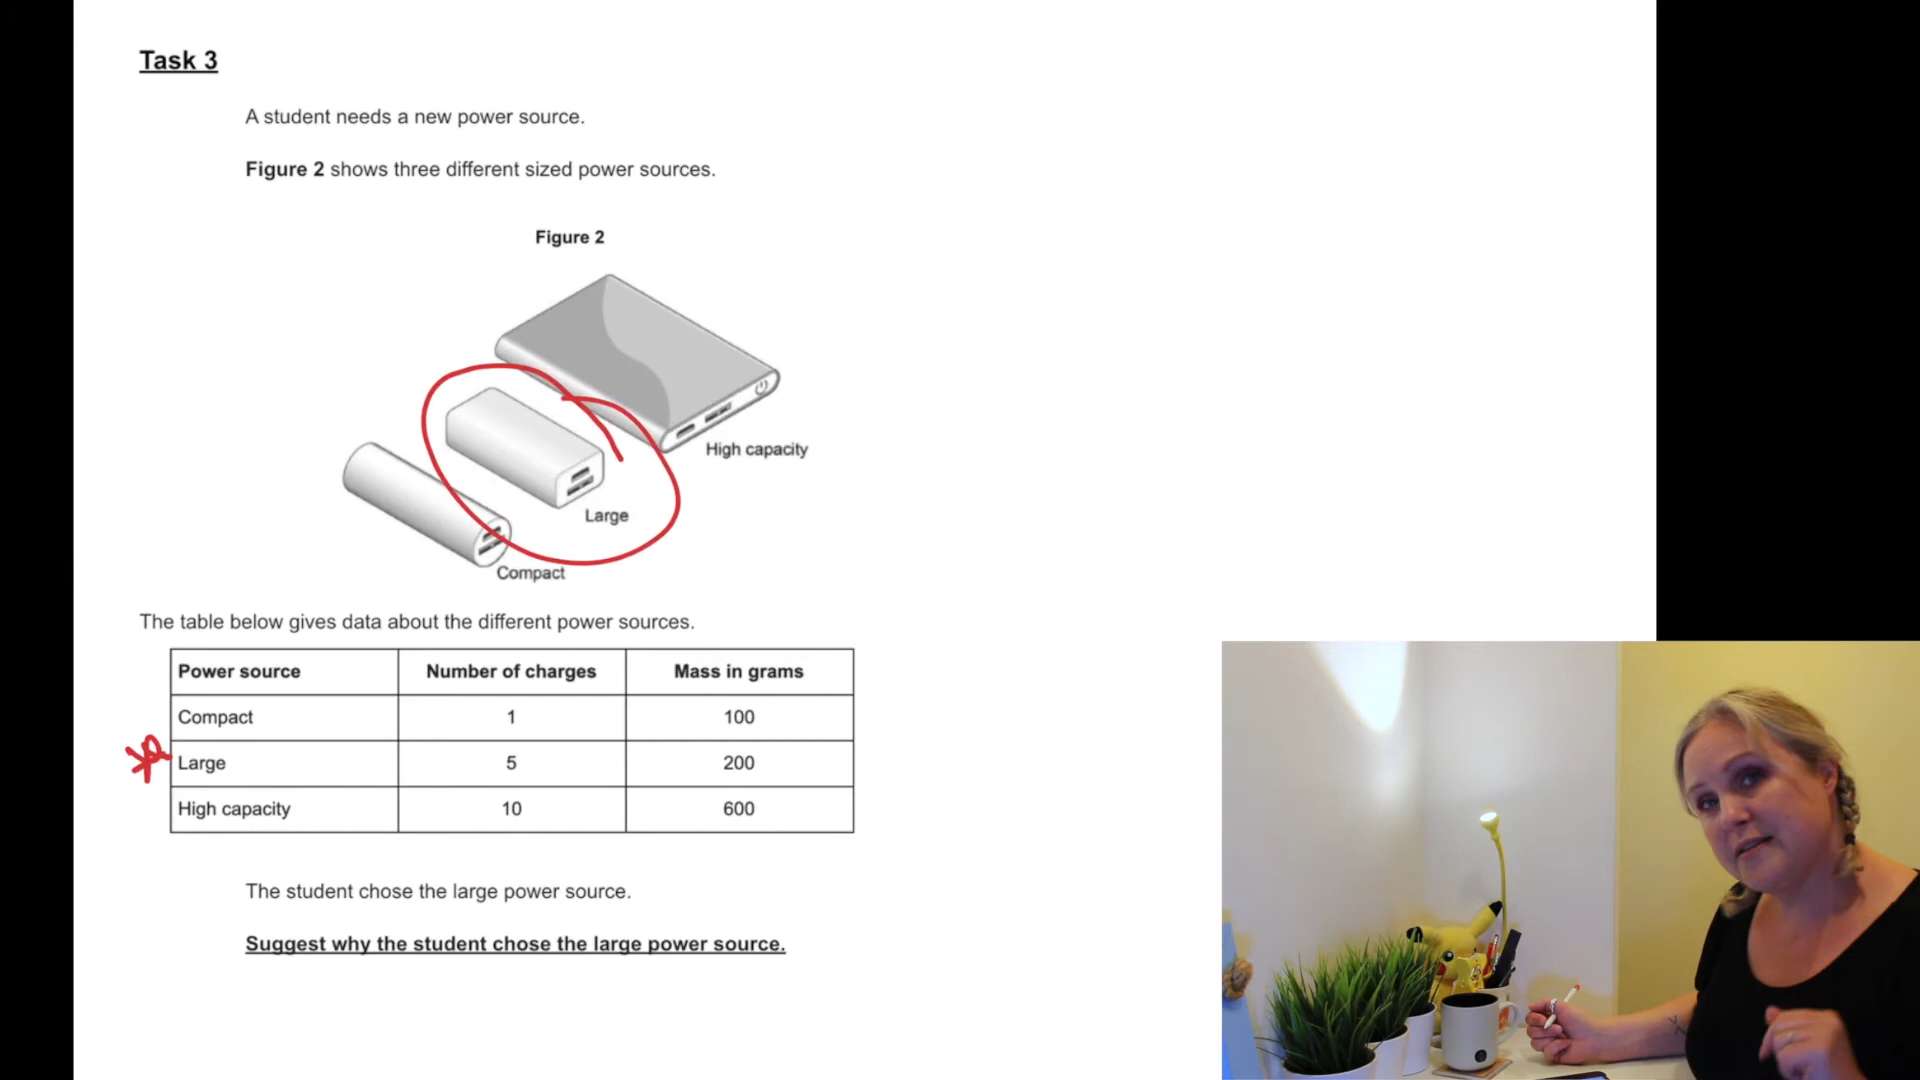 Task 3
A student needs a new power source.
Figure 2 shows three different sized power sources.
Figure 2
High capacity
Large
Compact
The table below gives data about the different power sources.
Power source Number of charges Mass in grams
Compact 1 100
Large 5 200
High capacity 10 600
The student chose the large power source.
Suggest why the student chose the large power source.